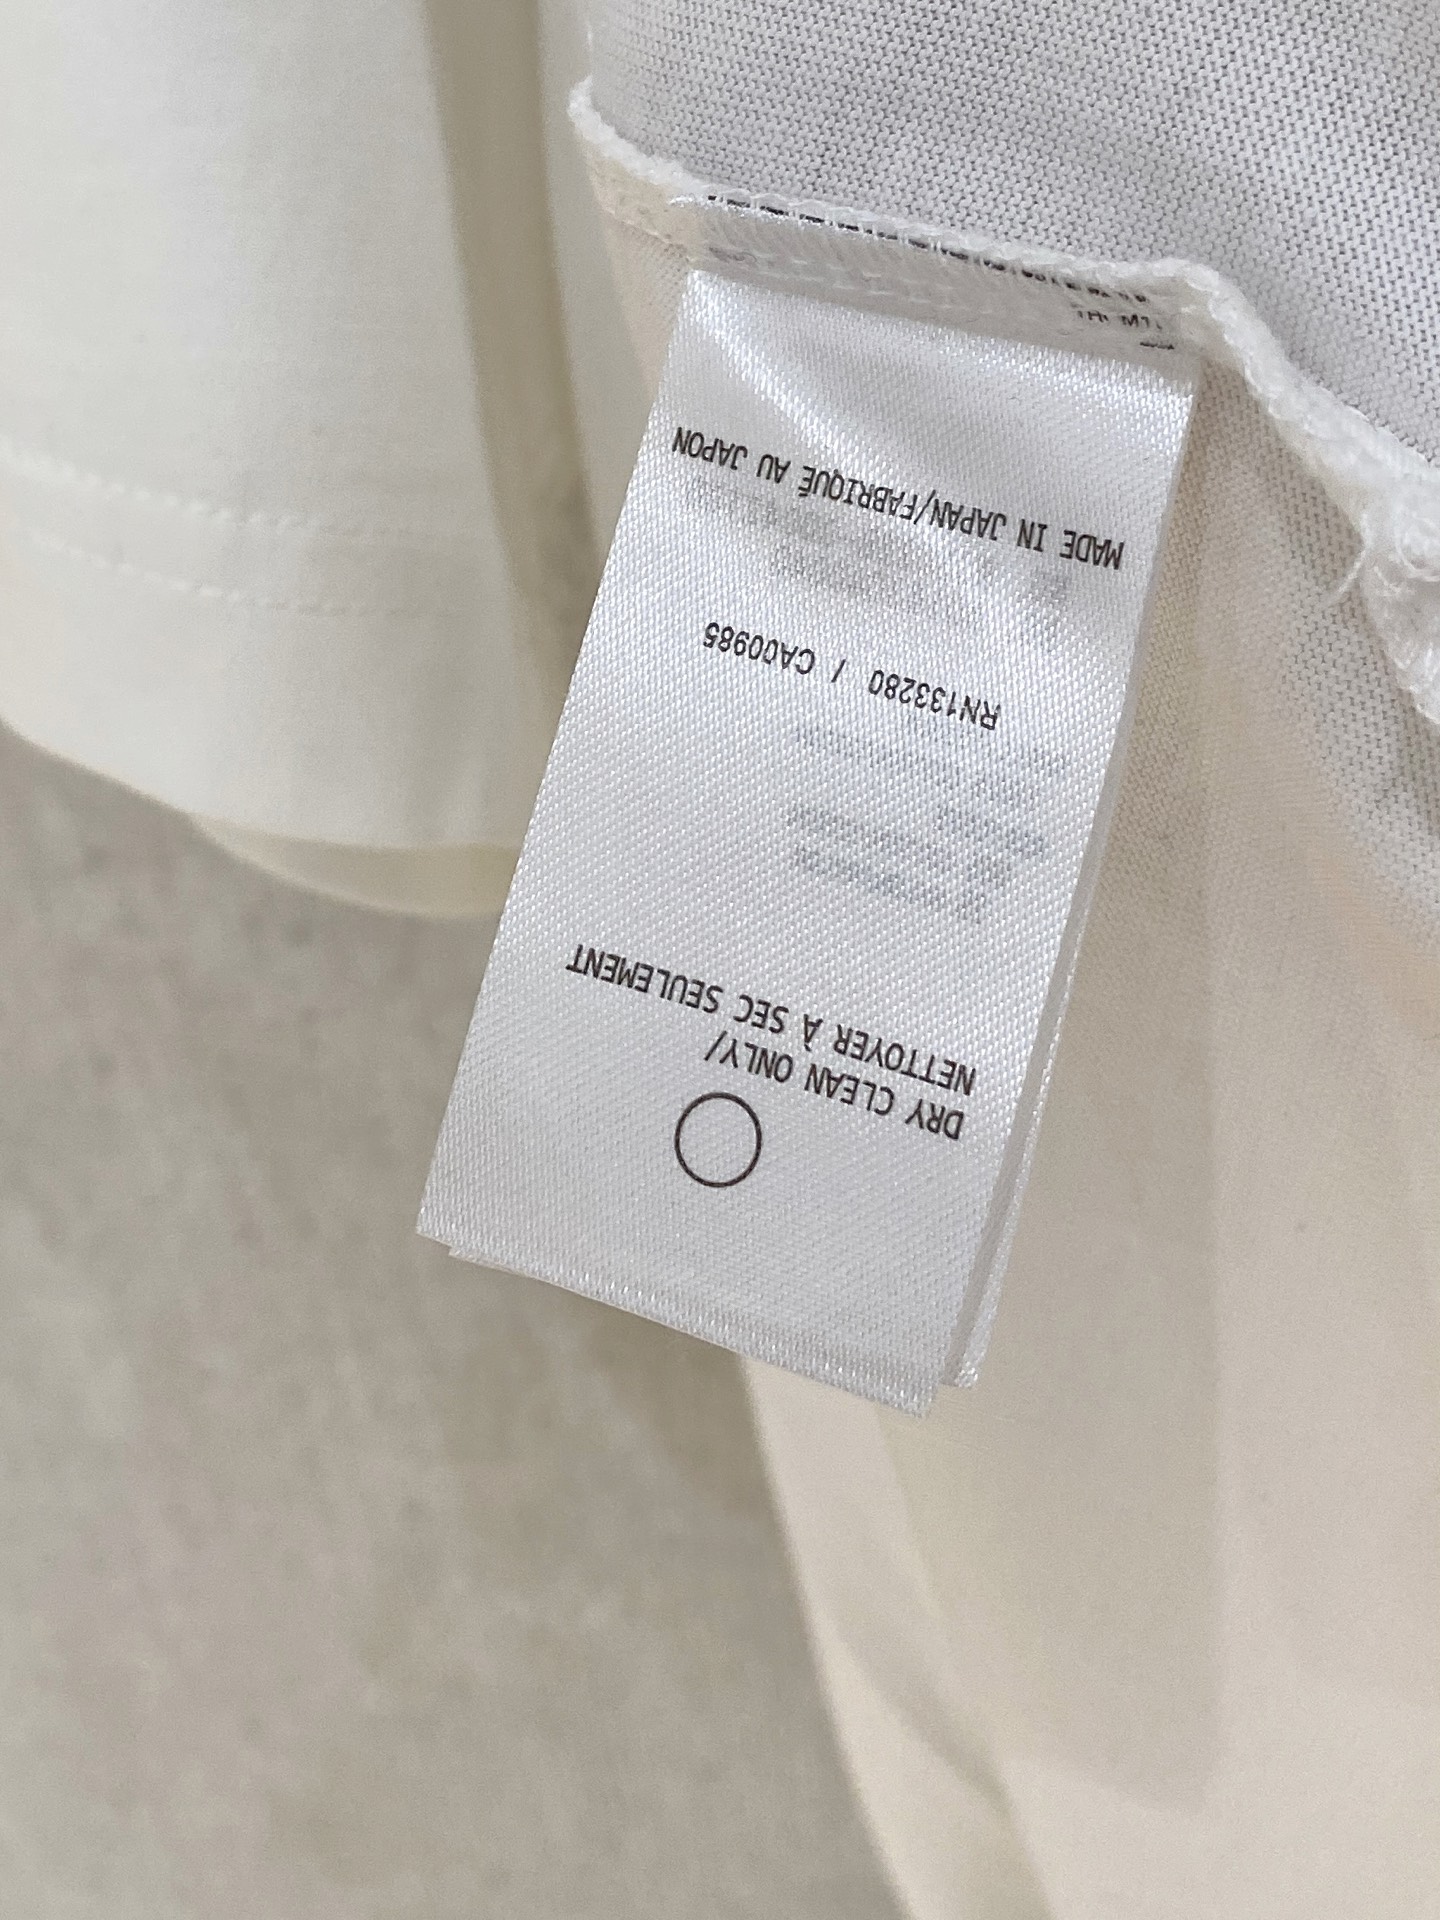 DRY CLEAN ONLY/
NETTOYER À SEC SEULEMENT
RN133280 / CA00985
MADE IN JAPAN/FABRIQUÉ AU JAPON